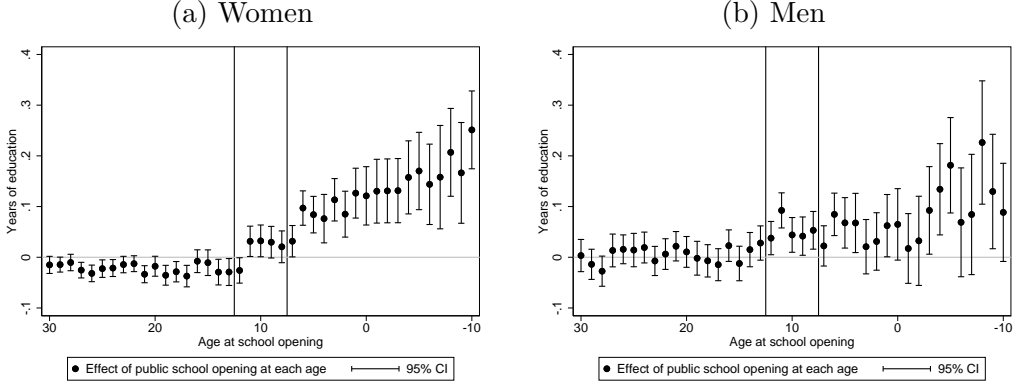 (a) Women
Years of education
.4
.3
.2
.1
0
-.1
30
20
10
0
-10
Age at school opening
Effect of public school opening at each age
95% CI
(b) Men
Years of education
.4
.3
.2
.1
0
-.1
30
20
10
0
-10
Age at school opening
Effect of public school opening at each age
95% CI